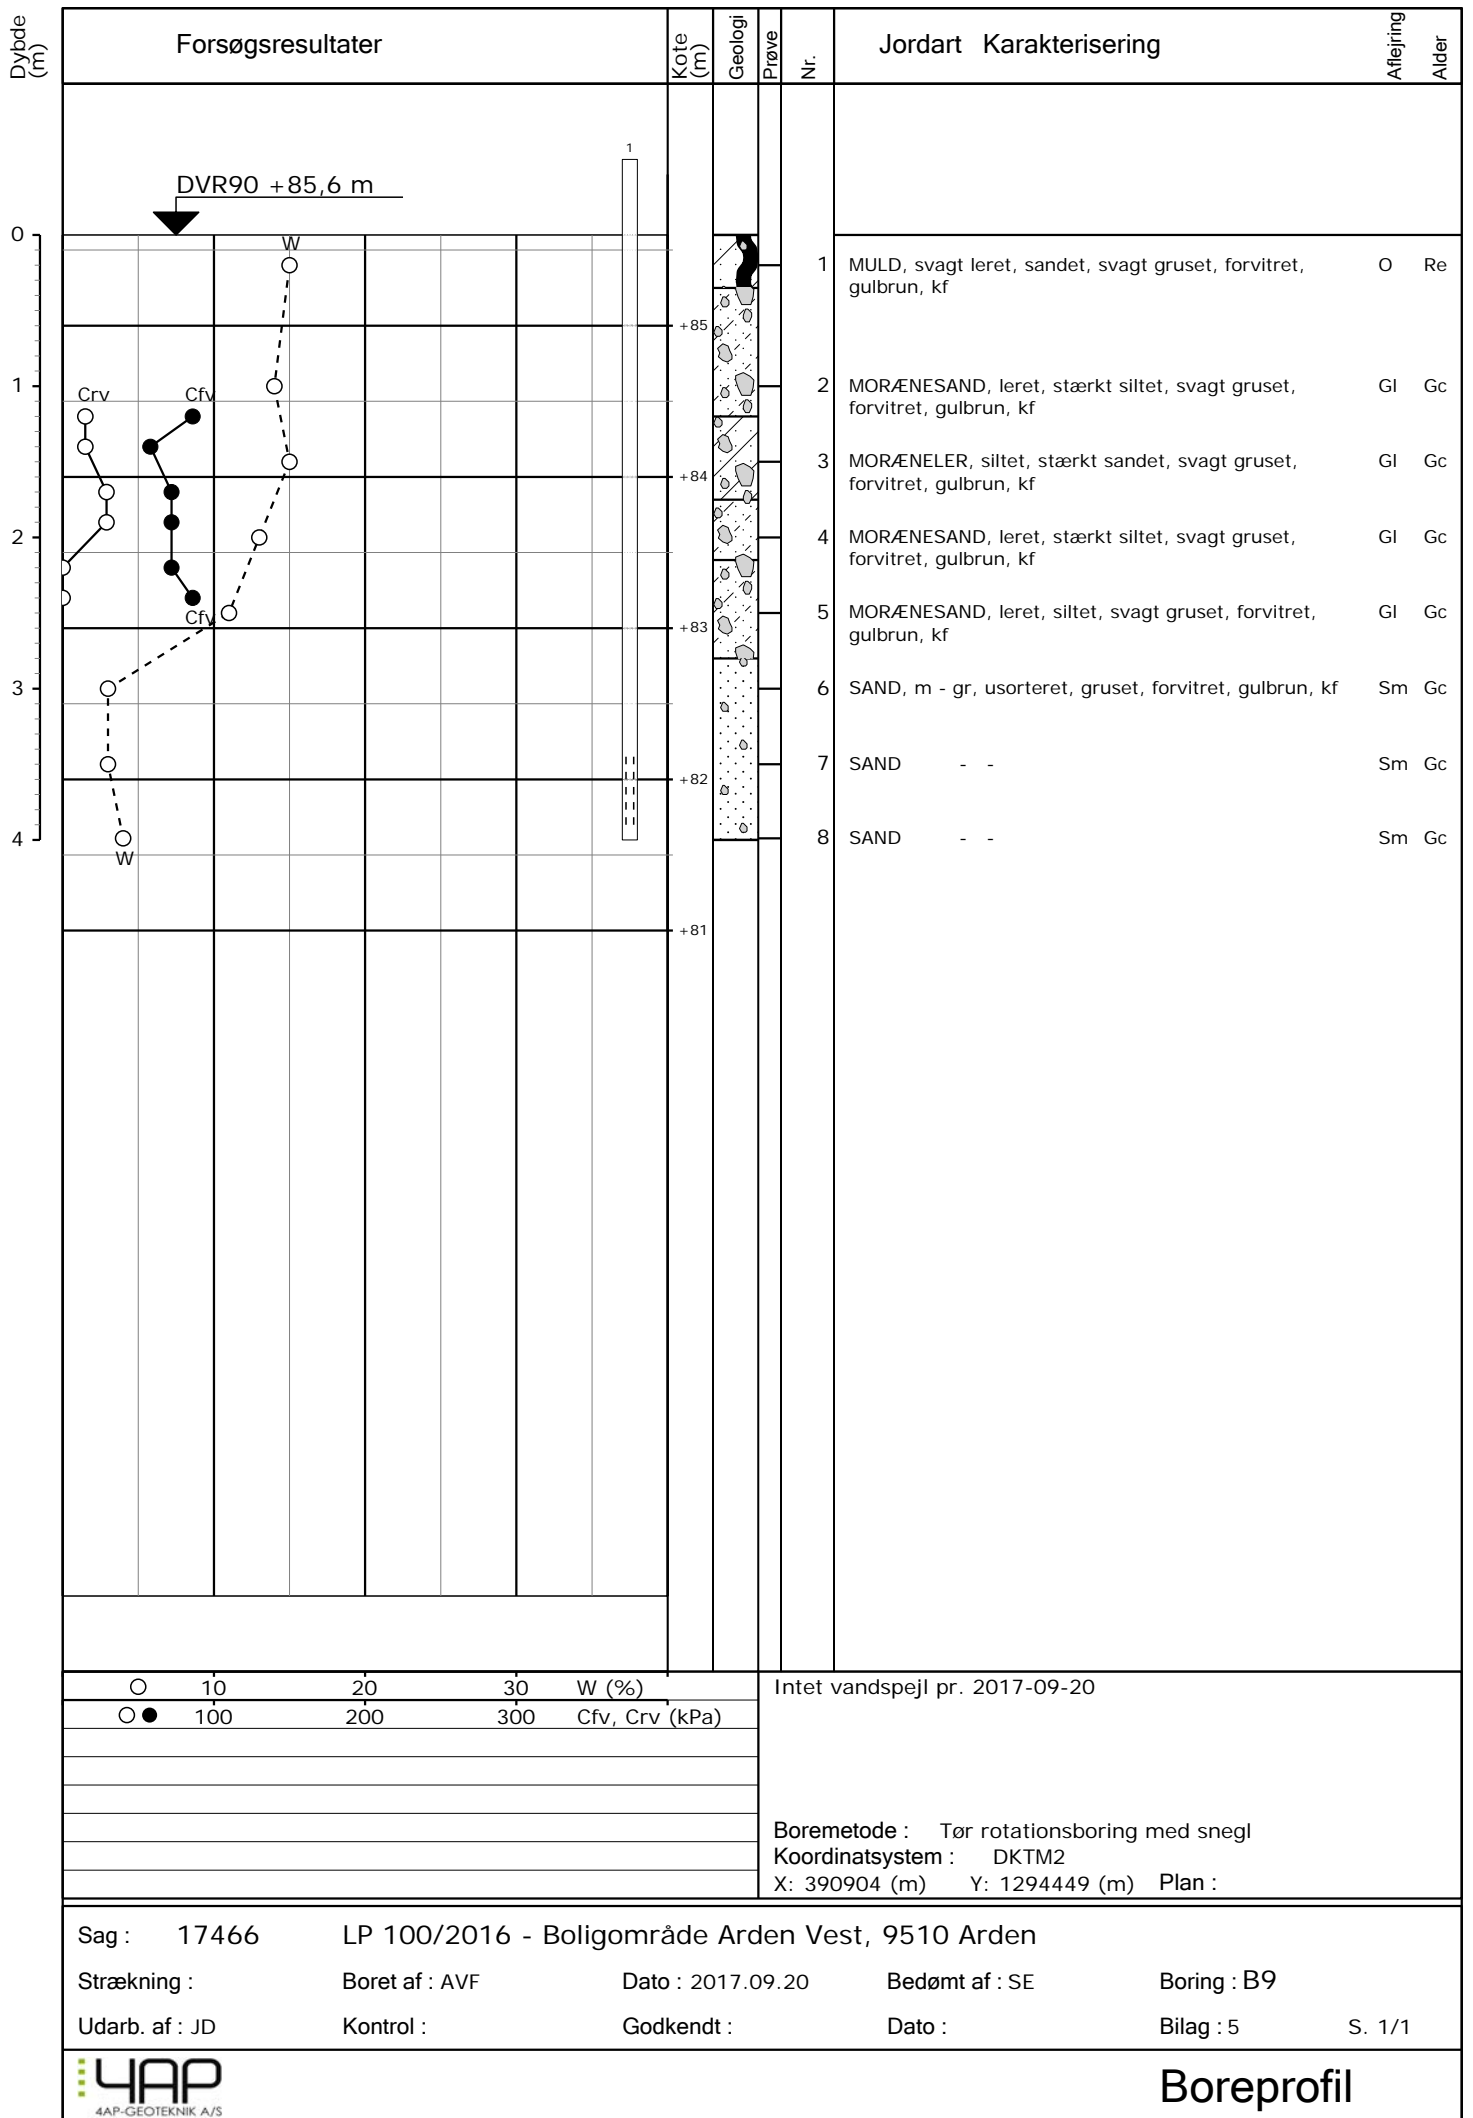 Dybde (m)
Forsøgsresultater
Kote (m)
Geologi
Prøve
Nr.
Jordart Karakterisering
Aflejring
Alder
1
DVR90 +85,6 m
0
W
1 MULD, svagt leret, sandet, svagt gruset, forvitret, O Re
gulbrun, kf
+85
1
Crv
Cfv
2 MORÆNESAND, leret, stærkt siltet, svagt gruset, Gl Gc
forvitret, gulbrun, kf
3 MORÆNELER, siltet, stærkt sandet, svagt gruset, Gl Gc
forvitret, gulbrun, kf
+84
2
4 MORÆNESAND, leret, stærkt siltet, svagt gruset, Gl Gc
forvitret, gulbrun, kf
Cfv
5 MORÆNESAND, leret, siltet, svagt gruset, forvitret, Gl Gc
gulbrun, kf
+83
3
6 SAND, m - gr, usorteret, gruset, forvitret, gulbrun, kf Sm Gc
7 SAND - - Sm Gc
+82
4
8 SAND - - Sm Gc
W
+81
10 20 30 W (%)
100 200 300 Cfv, Crv (kPa)
Intet vandspejl pr. 2017-09-20
Boremetode : Tør rotationsboring med snegl
Koordinatsystem : DKTM2
X: 390904 (m) Y: 1294449 (m) Plan :
Sag : 17466 LP 100/2016 - Boligområde Arden Vest, 9510 Arden
Strækning : Boret af : AVF Dato : 2017.09.20 Bedømt af : SE Boring : B9
Udarb. af : JD Kontrol : Godkendt : Dato : Bilag : 5 S. 1/1
4AP
4AP-GEOTEKNIK A/S
Boreprofil